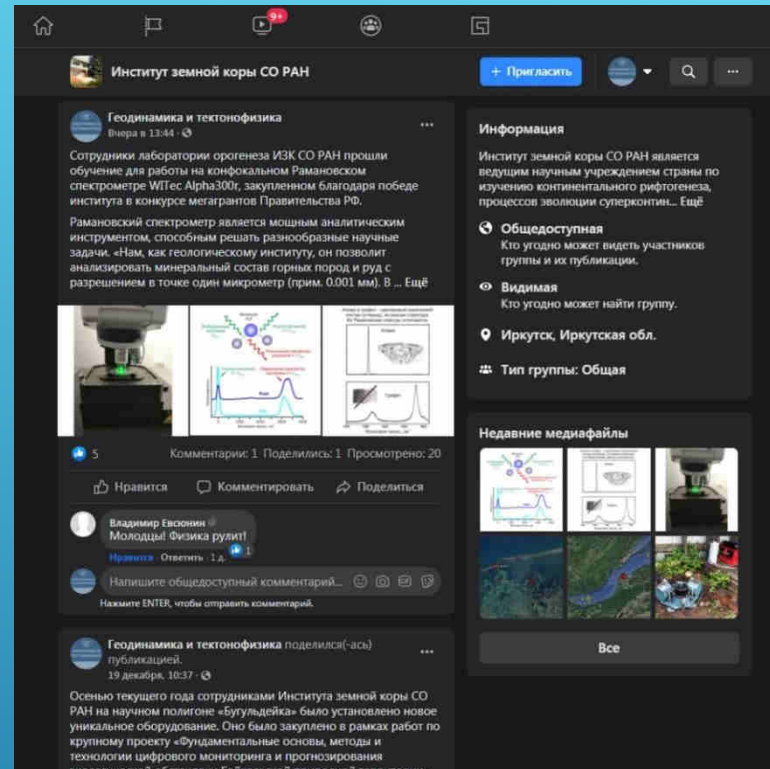 9+
Институт земной коры СО РАН
+ Пригласить
Геодинамика и тектонофизика
Вчера в 13:44
Сотрудники лаборатории орогенеза ИЗК СО РАН прошли
обучение для работы на конфокальном Рамановском
спектрометре WITec Alpha300r, закупленном благодаря победе
института в конкурсе мегагрантов Правительства РФ.
Рамановский спектрометр является мощным аналитическим
инструментом, способным решать разнообразные научные
задачи. «Нам, как геологическому институту, он позволит
анализировать минеральный состав горных пород и руд с
разрешением в точке один микрометр (прим. 0.001 мм). В ... Ещё
5
Комментарии: 1 Поделились: 1 Просмотрено: 20
Нравится Комментировать Поделиться
Владимир Евсюнин
Молодцы! Физика рулит!
Нравится · Ответить · 1 д.
1
Напишите общедоступный комментарий...
Нажмите ENTER, чтобы отправить комментарий.
Геодинамика и тектонофизика поделился(-ась)
публикацией.
19 декабря, 10:37
Осенью текущего года сотрудниками Института земной коры СО
РАН на научном полигоне «Бугульдейка» было установлено новое
уникальное оборудование. Оно было закуплено в рамках работ по
крупному проекту «Фундаментальные основы, методы и
технологии цифрового мониторинга и прогнозирования
Информация
Институт земной коры СО РАН является
ведущим научным учреждением страны по
изучению континентального рифтогенеза,
процессов эволюции суперконтин... Ещё
Общедоступная
Кто угодно может видеть участников
группы и их публикации.
Видимая
Кто угодно может найти группу.
Иркутск, Иркутская обл.
Тип группы: Общая
Недавние медиафайлы
Все